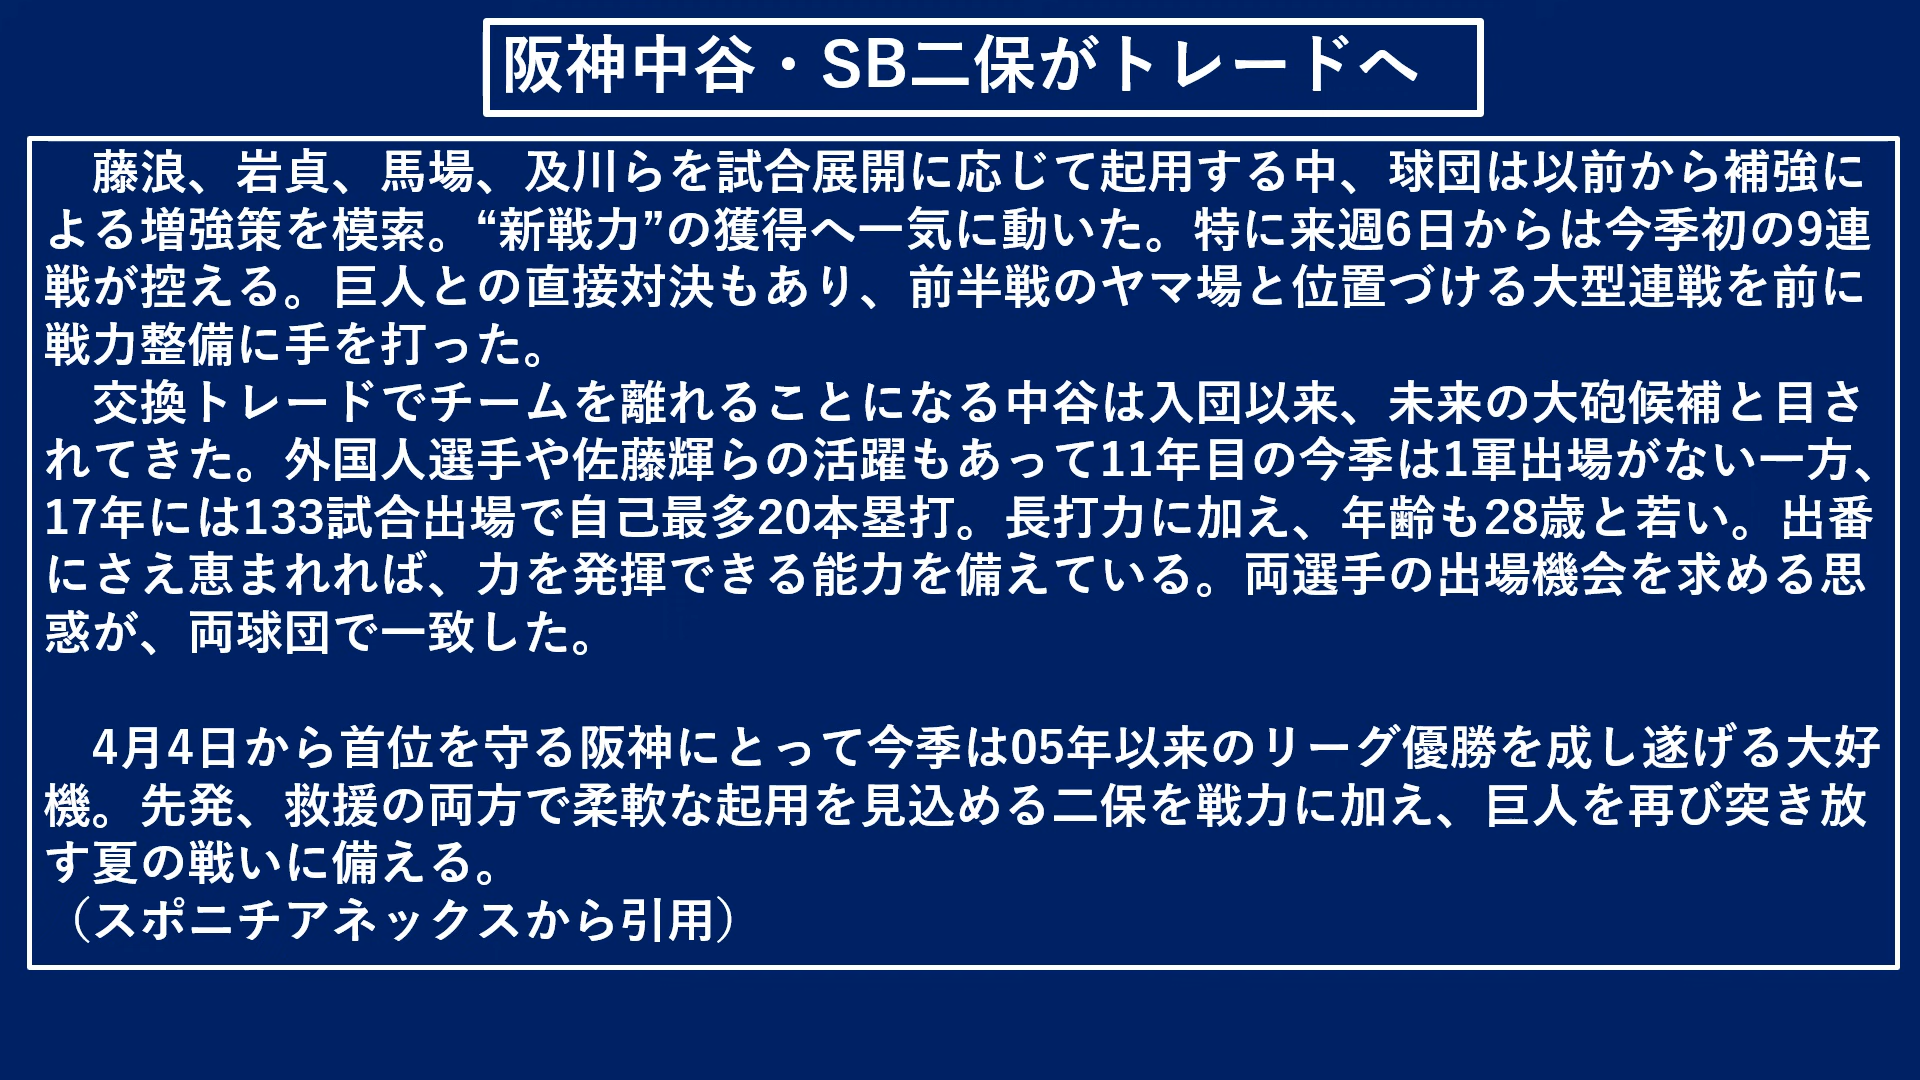 阪神中谷・SB二保がトレードへ
　藤浪、岩貞、馬場、及川らを試合展開に応じて起用する中、球団は以前から補強に
よる増強策を模索。“新戦力”の獲得へ一気に動いた。特に来週6日からは今季初の9連
戦が控える。巨人との直接対決もあり、前半戦のヤマ場と位置づける大型連戦を前に
戦力整備に手を打った。
　交換トレードでチームを離れることになる中谷は入団以来、未来の大砲候補と目さ
れてきた。外国人選手や佐藤輝らの活躍もあって11年目の今季は1軍出場がない一方、
17年には133試合出場で自己最多20本塁打。長打力に加え、年齢も28歳と若い。出番
にさえ恵まれれば、力を発揮できる能力を備えている。両選手の出場機会を求める思
惑が、両球団で一致した。
　4月4日から首位を守る阪神にとって今季は05年以来のリーグ優勝を成し遂げる大好
機。先発、救援の両方で柔軟な起用を見込める二保を戦力に加え、巨人を再び突き放
す夏の戦いに備える。
（スポニチアネックスから引用）